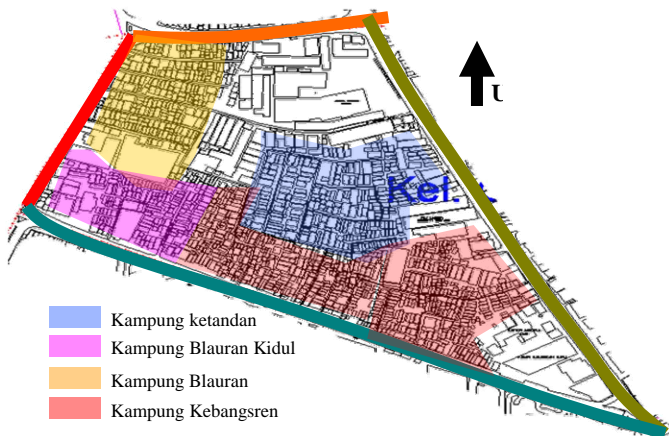 U
Kel.
Kampung ketandan
Kampung Blauran Kidul
Kampung Blauran
Kampung Kebangsren